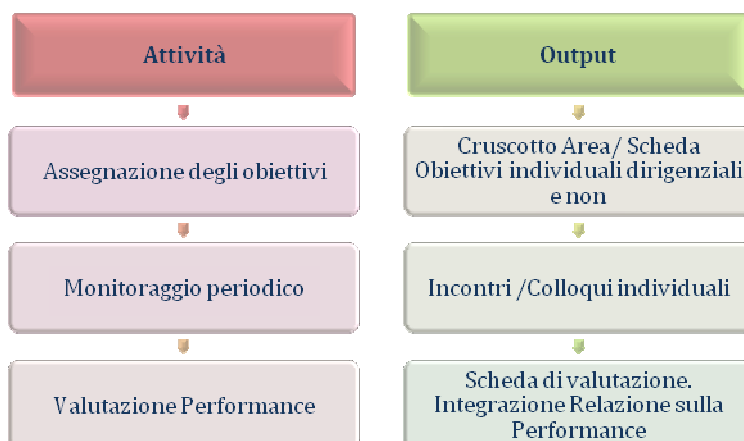 Attività
Output
Assegnazione degli obiettivi
Cruscotto Area/ Scheda
Obiettivi individuali dirigenziali
e non
Monitoraggio periodico
Incontri /Colloqui individuali
Valutazione Performance
Scheda di valutazione.
Integrazione Relazione sulla
Performance